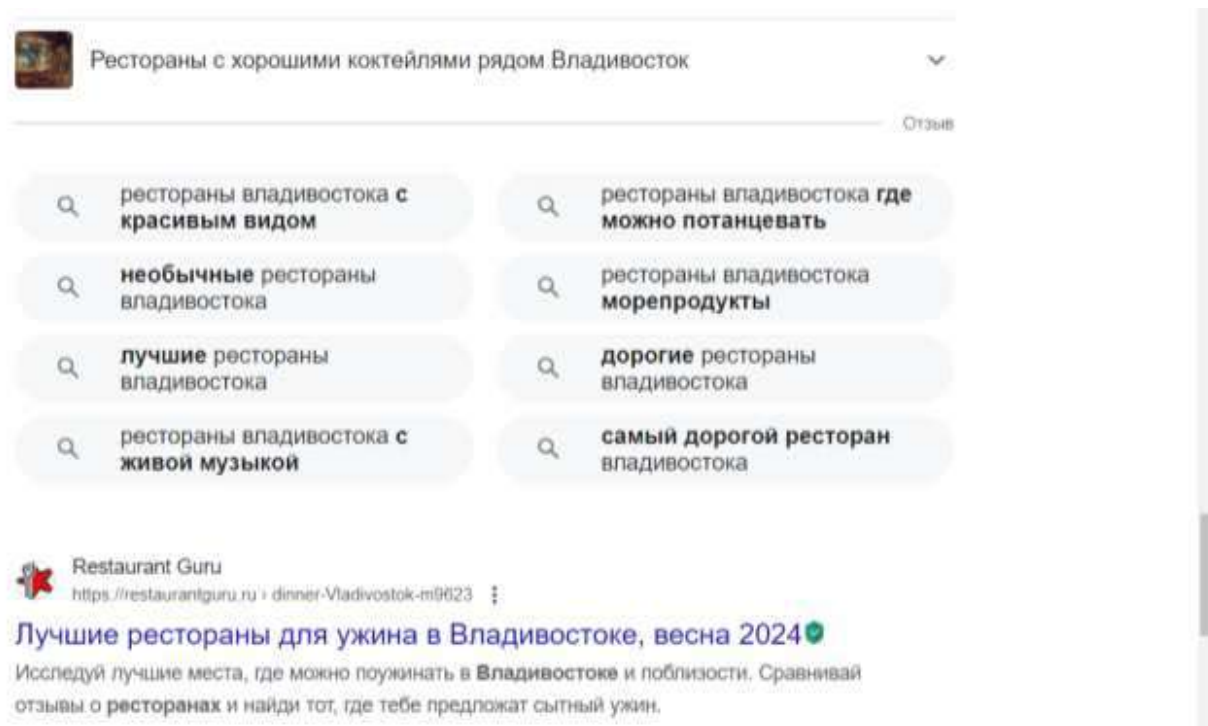 Рестораны с хорошими коктейлями рядом Владивосток
Отзыв
рестораны владивостока с
красивым видом
рестораны владивостока где
можно потанцевать
необычные рестораны
владивостока
рестораны владивостока
морепродукты
лучшие рестораны
владивостока
дорогие рестораны
владивостока
рестораны владивостока с
живой музыкой
самый дорогой ресторан
владивостока
Restaurant Guru
https://restaurantguru.ru › dinner-Vladivostok-m9623
Лучшие рестораны для ужина в Владивостоке, весна 2024
Исследуй лучшие места, где можно поужинать в Владивостоке и поблизости. Сравнивай
отзывы о ресторанах и найди тот, где тебе предложат сытный ужин.